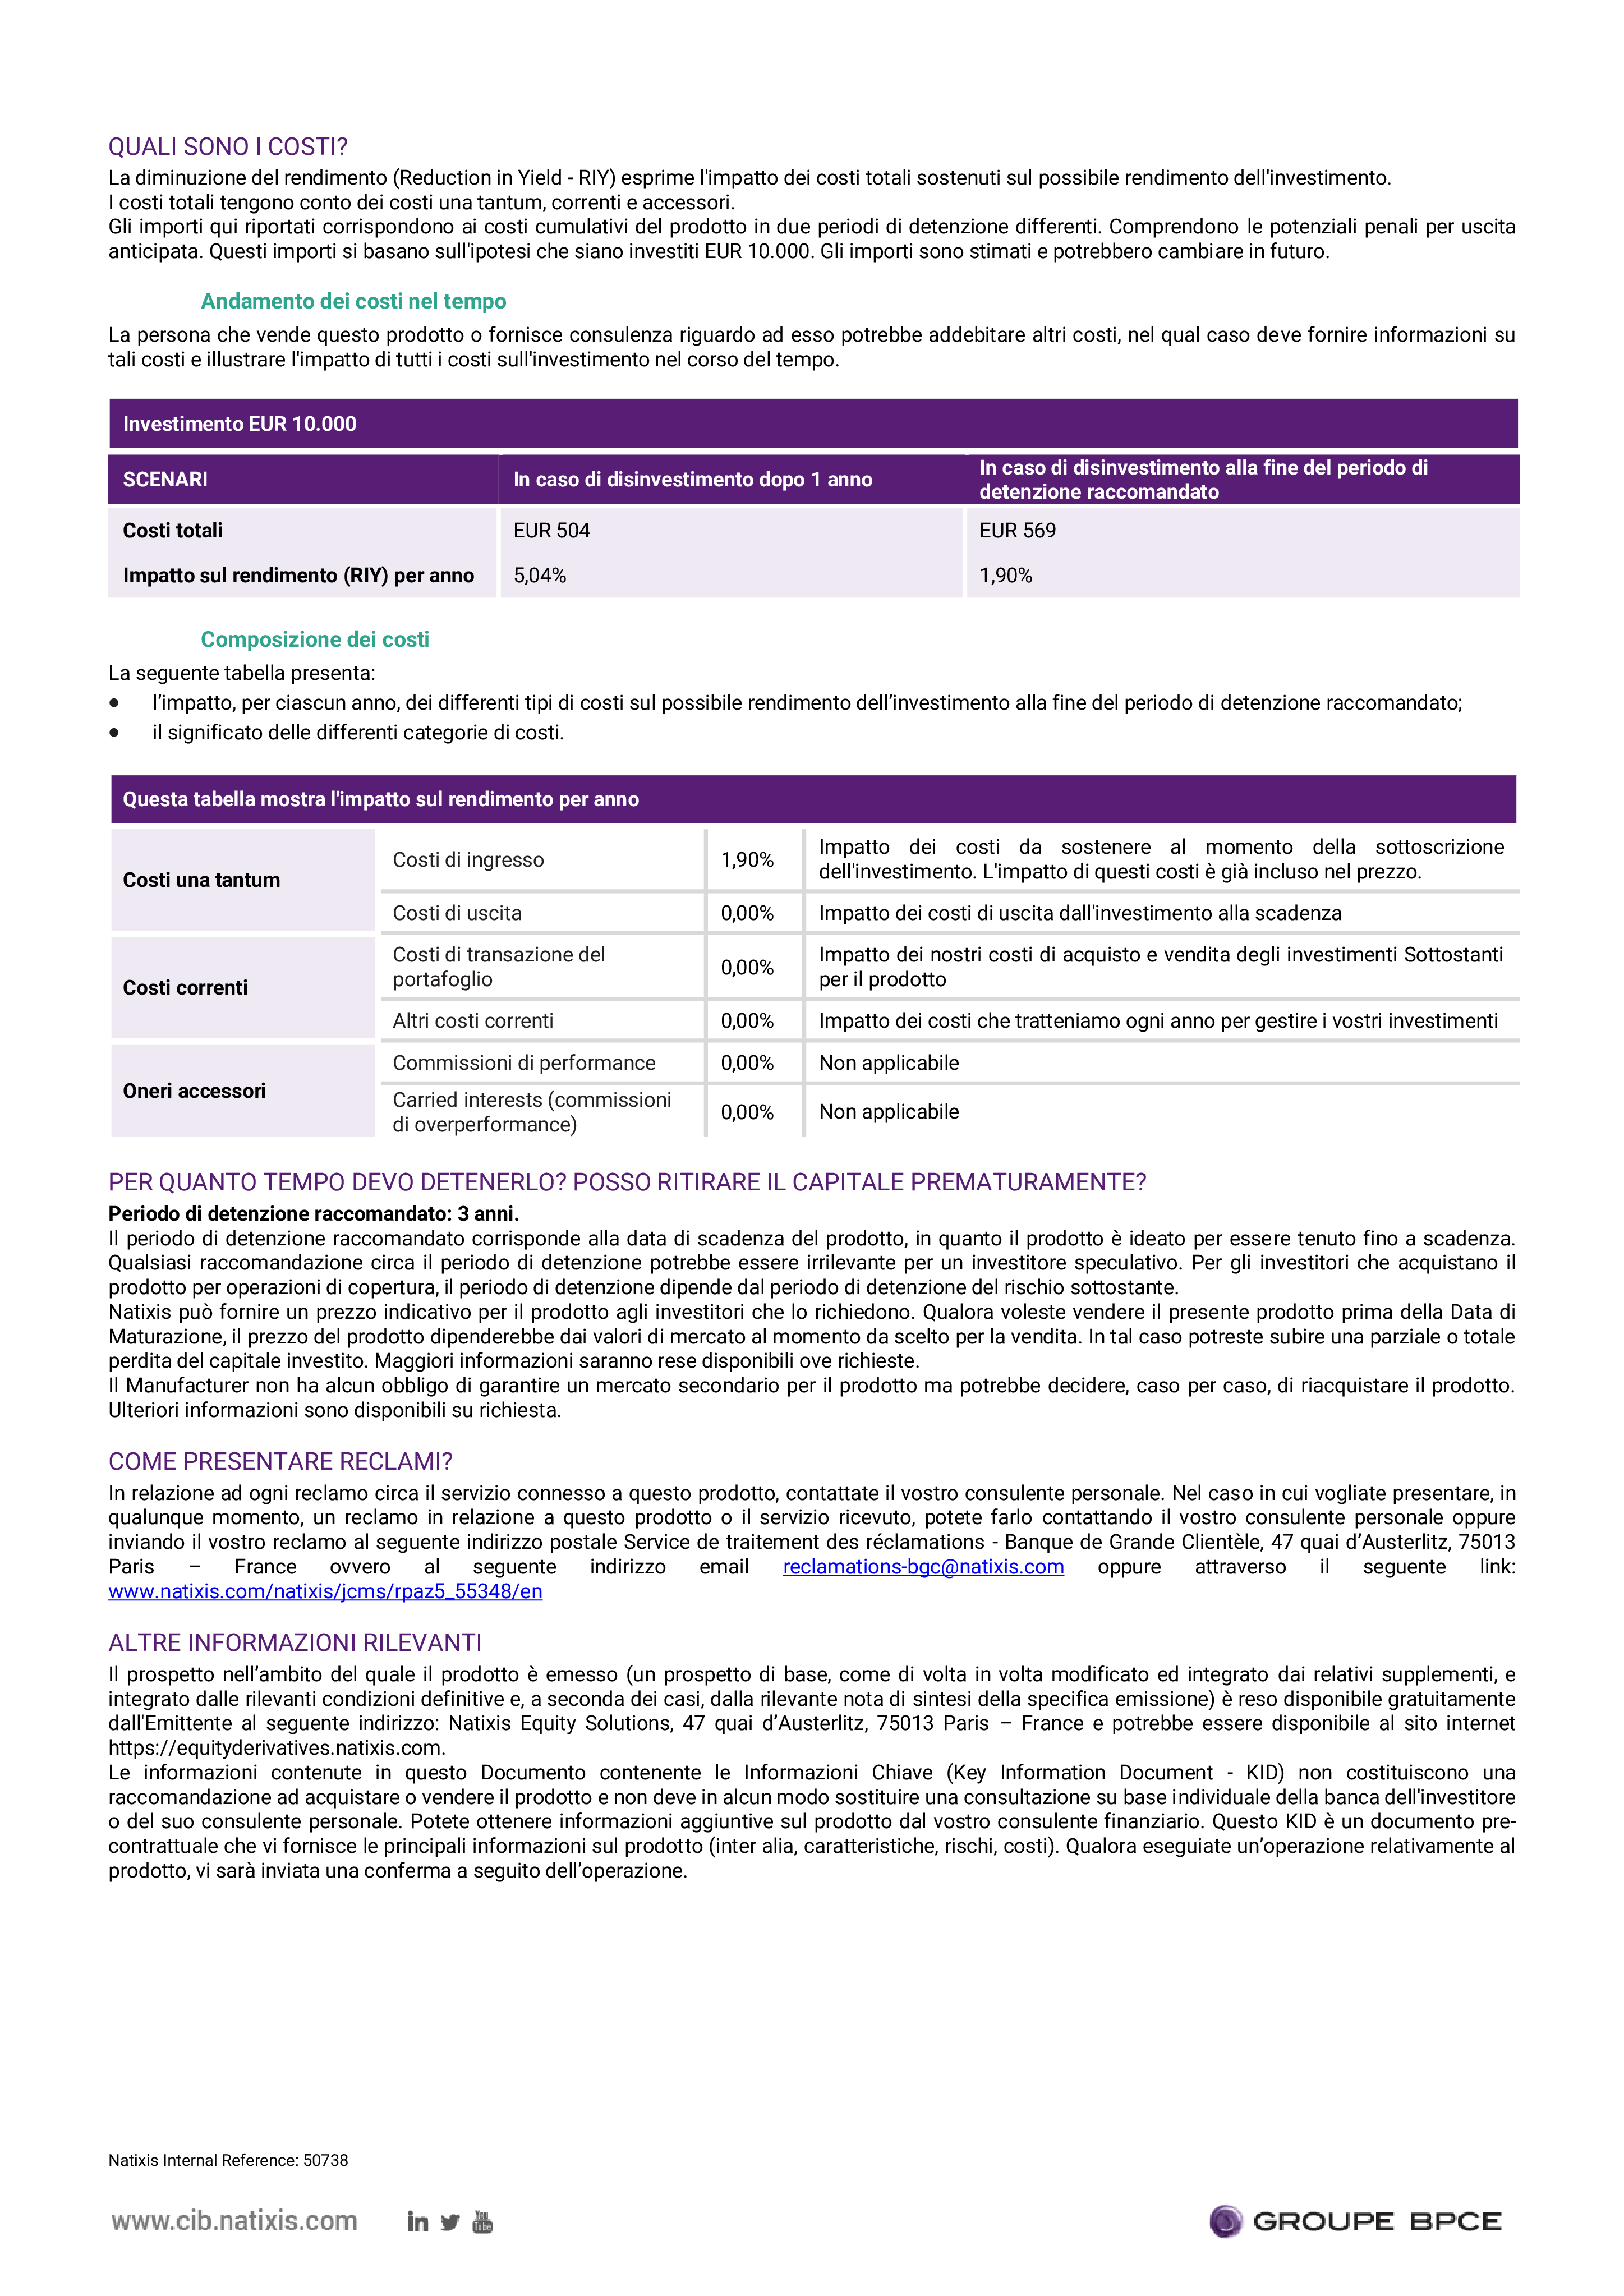 QUALI SONO I COSTI?
La diminuzione del rendimento (Reduction in Yield - RIY) esprime l'impatto dei costi totali sostenuti sul possibile rendimento dell'investimento.
I costi totali tengono conto dei costi una tantum, correnti e accessori.
Gli importi qui riportati corrispondono ai costi cumulativi del prodotto in due periodi di detenzione differenti. Comprendono le potenziali penali per uscita
anticipata. Questi importi si basano sull'ipotesi che siano investiti EUR 10.000. Gli importi sono stimati e potrebbero cambiare in futuro.
Andamento dei costi nel tempo
La persona che vende questo prodotto o fornisce consulenza riguardo ad esso potrebbe addebitare altri costi, nel qual caso deve fornire informazioni su
tali costi e illustrare l'impatto di tutti i costi sull'investimento nel corso del tempo.
Investimento EUR 10.000
SCENARI In caso di disinvestimento dopo 1 anno In caso di disinvestimento alla fine del periodo di
detenzione raccomandato
Costi totali EUR 504 EUR 569
Impatto sul rendimento (RIY) per anno 5,04% 1,90%
Composizione dei costi
La seguente tabella presenta:
● l’impatto, per ciascun anno, dei differenti tipi di costi sul possibile rendimento dell’investimento alla fine del periodo di detenzione raccomandato;
● il significato delle differenti categorie di costi.
Questa tabella mostra l'impatto sul rendimento per anno
Costi una tantum
Costi di ingresso 1,90% Impatto dei costi da sostenere al momento della sottoscrizione
dell'investimento. L'impatto di questi costi è già incluso nel prezzo.
Costi di uscita 0,00% Impatto dei costi di uscita dall'investimento alla scadenza
Costi correnti
Costi di transazione del
portafoglio
0,00%
Impatto dei nostri costi di acquisto e vendita degli investimenti Sottostanti
per il prodotto
Altri costi correnti 0,00% Impatto dei costi che tratteniamo ogni anno per gestire i vostri investimenti
Oneri accessori
Commissioni di performance 0,00% Non applicabile
Carried interests (commissioni
di overperformance)
0,00% Non applicabile
PER QUANTO TEMPO DEVO DETENERLO? POSSO RITIRARE IL CAPITALE PREMATURAMENTE?
Periodo di detenzione raccomandato: 3 anni.
Il periodo di detenzione raccomandato corrisponde alla data di scadenza del prodotto, in quanto il prodotto è ideato per essere tenuto fino a scadenza.
Qualsiasi raccomandazione circa il periodo di detenzione potrebbe essere irrilevante per un investitore speculativo. Per gli investitori che acquistano il
prodotto per operazioni di copertura, il periodo di detenzione dipende dal periodo di detenzione del rischio sottostante.
Natixis può fornire un prezzo indicativo per il prodotto agli investitori che lo richiedono. Qualora voleste vendere il presente prodotto prima della Data di
Maturazione, il prezzo del prodotto dipenderebbe dai valori di mercato al momento da scelto per la vendita. In tal caso potreste subire una parziale o totale
perdita del capitale investito. Maggiori informazioni saranno rese disponibili ove richieste.
Il Manufacturer non ha alcun obbligo di garantire un mercato secondario per il prodotto ma potrebbe decidere, caso per caso, di riacquistare il prodotto.
Ulteriori informazioni sono disponibili su richiesta.
COME PRESENTARE RECLAMI?
In relazione ad ogni reclamo circa il servizio connesso a questo prodotto, contattate il vostro consulente personale. Nel caso in cui vogliate presentare, in
qualunque momento, un reclamo in relazione a questo prodotto o il servizio ricevuto, potete farlo contattando il vostro consulente personale oppure
inviando il vostro reclamo al seguente indirizzo postale Service de traitement des réclamations - Banque de Grande Clientèle, 47 quai d’Austerlitz, 75013
Paris – France ovvero al seguente indirizzo email reclamations-bgc@natixis.com oppure attraverso il seguente link:
www.natixis.com/natixis/jcms/rpaz5_55348/en
ALTRE INFORMAZIONI RILEVANTI
Il prospetto nell’ambito del quale il prodotto è emesso (un prospetto di base, come di volta in volta modificato ed integrato dai relativi supplementi, e
integrato dalle rilevanti condizioni definitive e, a seconda dei casi, dalla rilevante nota di sintesi della specifica emissione) è reso disponibile gratuitamente
dall'Emittente al seguente indirizzo: Natixis Equity Solutions, 47 quai d’Austerlitz, 75013 Paris – France e potrebbe essere disponibile al sito internet
https://equityderivatives.natixis.com.
Le informazioni contenute in questo Documento contenente le Informazioni Chiave (Key Information Document - KID) non costituiscono una
raccomandazione ad acquistare o vendere il prodotto e non deve in alcun modo sostituire una consultazione su base individuale della banca dell'investitore
o del suo consulente personale. Potete ottenere informazioni aggiuntive sul prodotto dal vostro consulente finanziario. Questo KID è un documento pre-
contrattuale che vi fornisce le principali informazioni sul prodotto (inter alia, caratteristiche, rischi, costi). Qualora eseguiate un’operazione relativamente al
prodotto, vi sarà inviata una conferma a seguito dell’operazione.
Natixis Internal Reference: 50738
www.cib.natixis.com in You Tube GROUPE BPCE